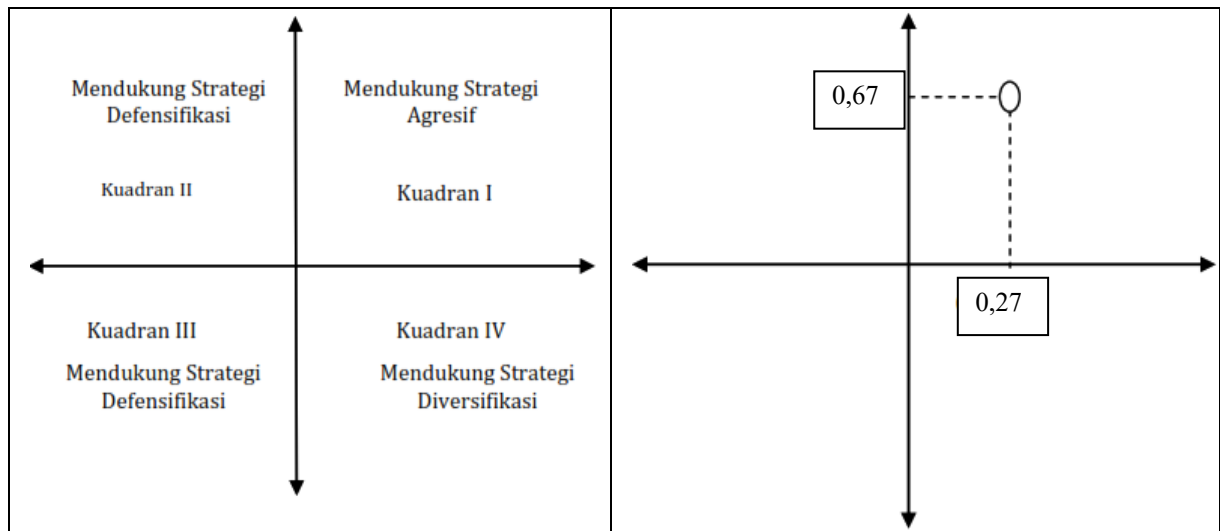 Mendukung Strategi
Defensifikasi
Mendukung Strategi
Agresif
Kuadran II
Kuadran I
Kuadran III
Kuadran IV
Mendukung Strategi
Defensifikasi
Mendukung Strategi
Diversifikasi
0,67
0,27